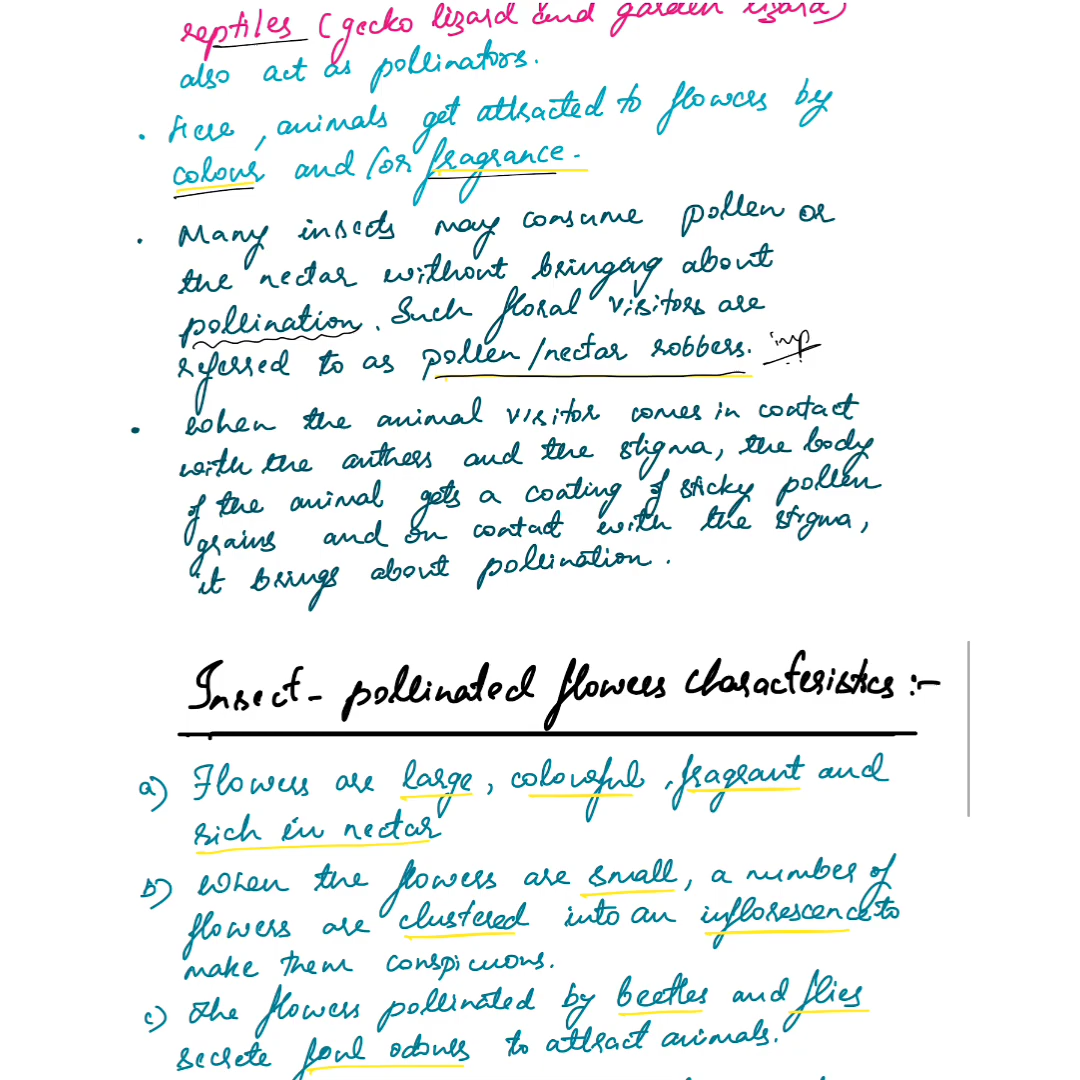 reptiles (gecko lizard and garden lizard)
also act as pollinators.
. Here, animals get attracted to flowers by
colour and/or fragrance.
. Many insects may consume pollen or
the nectar without bringing about
pollination. Such floral visitors are
referred to as pollen/nectar robbers. imp
. When the animal visitor comes in contact
with the anthers and the stigma, the body
of the animal gets a coating of sticky pollen
grains and on contact with the stigma,
it brings about pollination.
Insect-pollinated flowers characteristics:-
a) Flowers are large, colourful, fragrant and
rich in nectar
b) When the flowers are small, a number of
flowers are clustered into an inflorescence to
make them conspicuous.
c) The flowers pollinated by beetles and flies
secrete foul odours to attract animals.